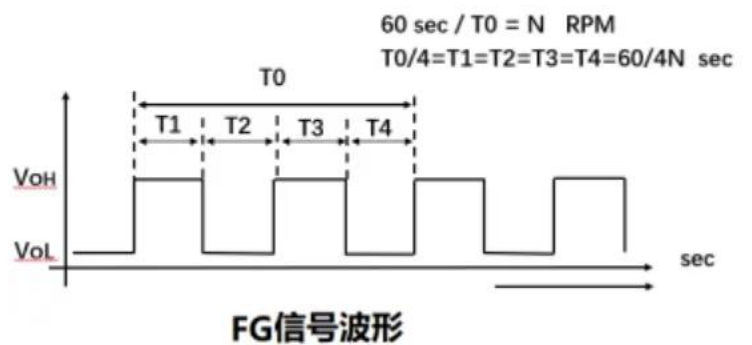 60 sec / T0 = N RPM
T0/4=T1=T2=T3=T4=60/4N sec
T0
T1 T2 T3 T4
VOH
VOL
sec
FG信号波形